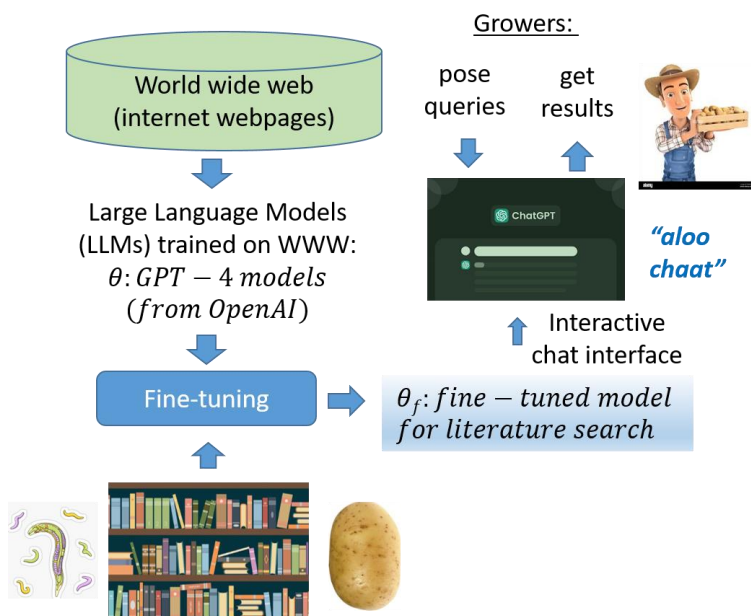 Growers:
World wide web
(internet webpages)
pose
queries
get
results
Large Language Models
(LLMs) trained on WWW:
θ: GPT − 4 models
(from OpenAI)
ChatGPT
“aloo
chaat”
Interactive
chat interface
Fine-tuning
θ_f: fine − tuned model
for literature search